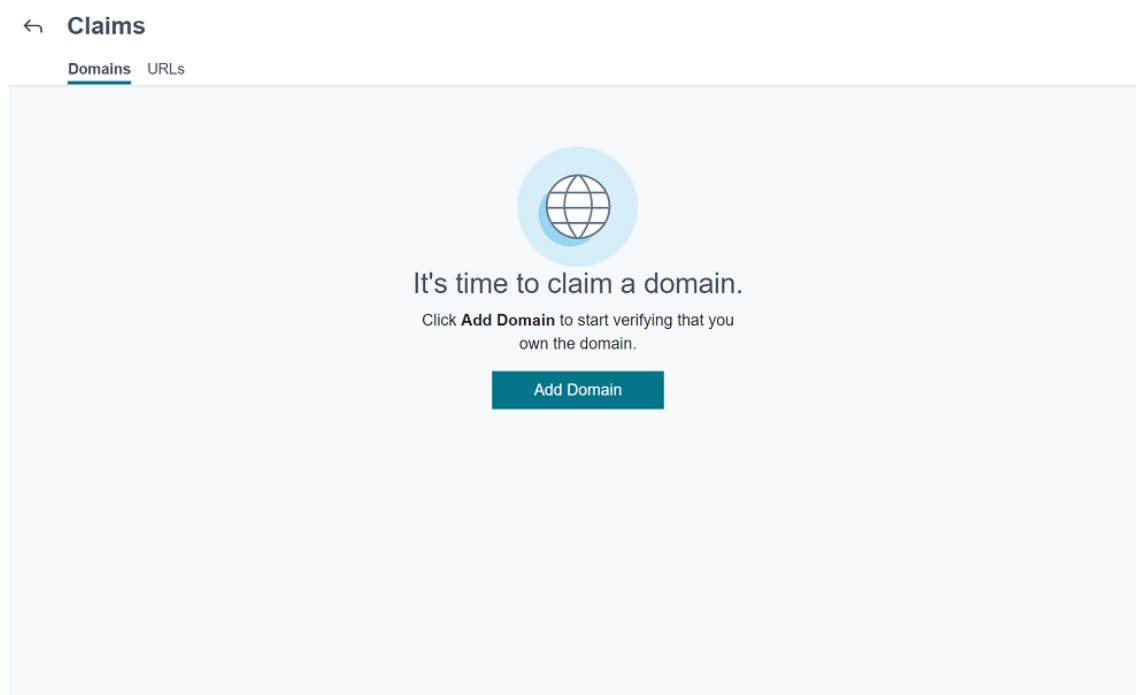 Claims
Domains URLs
It's time to claim a domain.
Click Add Domain to start verifying that you
own the domain.
Add Domain